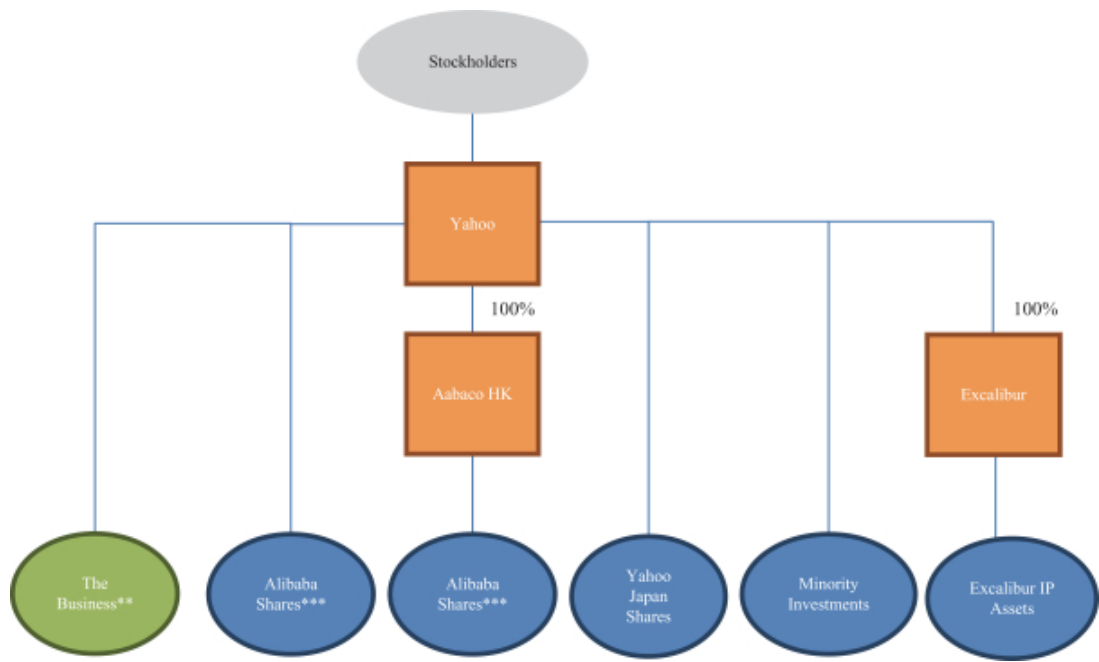 Stockholders
Yahoo
100%
100%
Aabaco HK
Excalibur
The
Business**
Alibaba
Shares***
Alibaba
Shares***
Yahoo
Japan
Shares
Minority
Investments
Excalibur IP
Assets